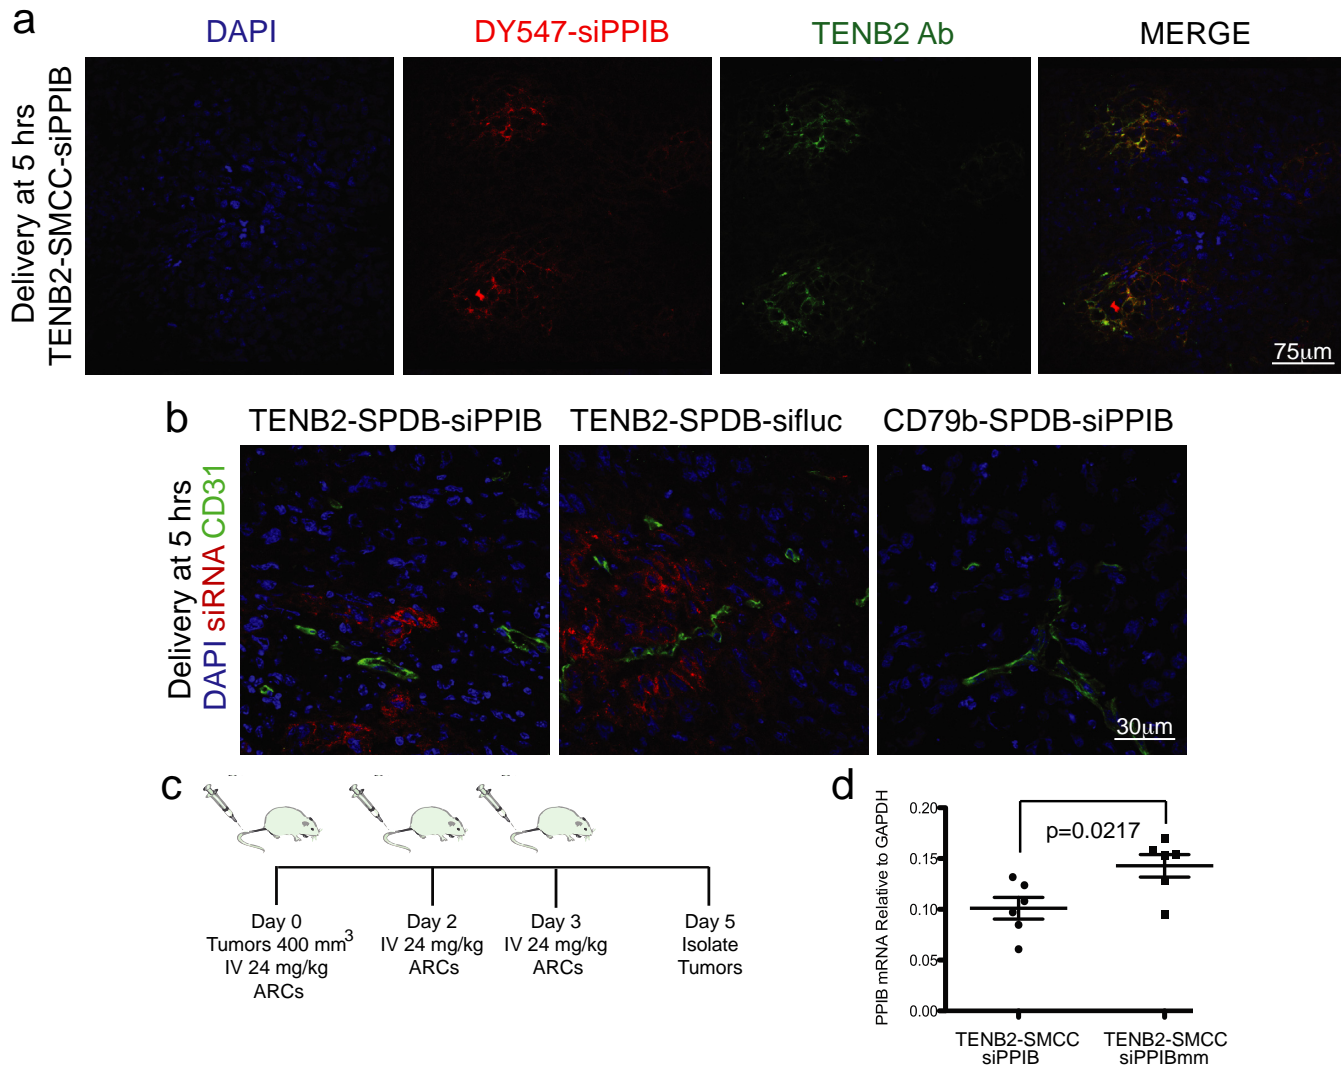 a
DAPI
DY547-siPPIB
TENB2 Ab
MERGE
Delivery at 5 hrs
TENB2-SMCC-siPPIB
75µm
b
TENB2-SPDB-siPPIB
TENB2-SPDB-sifluc
CD79b-SPDB-siPPIB
Delivery at 5 hrs
DAPI siRNA CD31
30µm
c
Day 0
Tumors 400 mm3
IV 24 mg/kg
ARCs
Day 2
IV 24 mg/kg
ARCs
Day 3
IV 24 mg/kg
ARCs
Day 5
Isolate
Tumors
d
PPIB mRNA Relative to GAPDH
0.20
0.15
0.10
0.05
0.00
p=0.0217
TENB2-SMCC
siPPIB
TENB2-SMCC
siPPIBmm